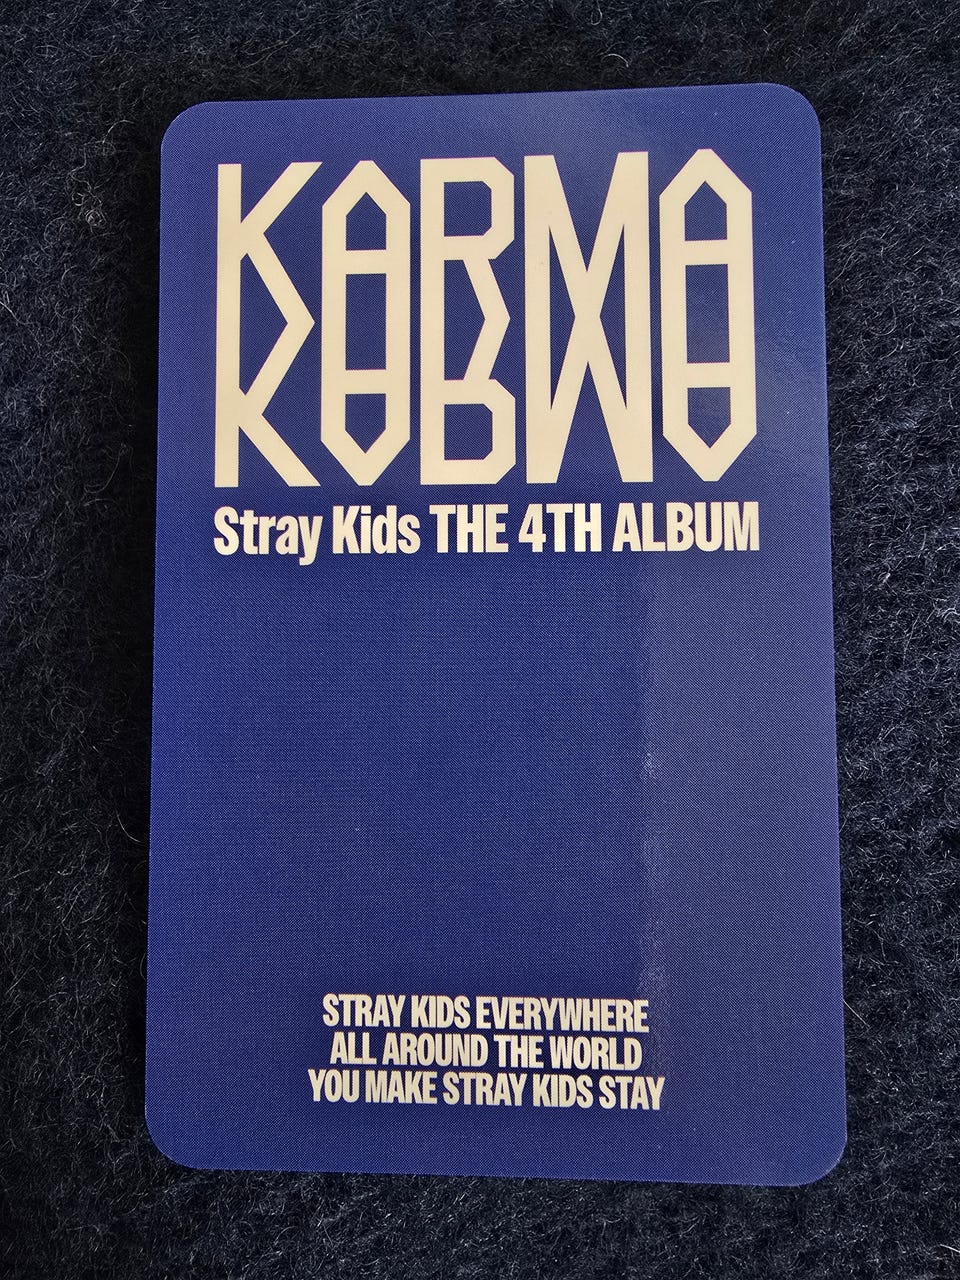 KARMA
Stray Kids THE 4TH ALBUM
STRAY KIDS EVERYWHERE
ALL AROUND THE WORLD
YOU MAKE STRAY KIDS STAY